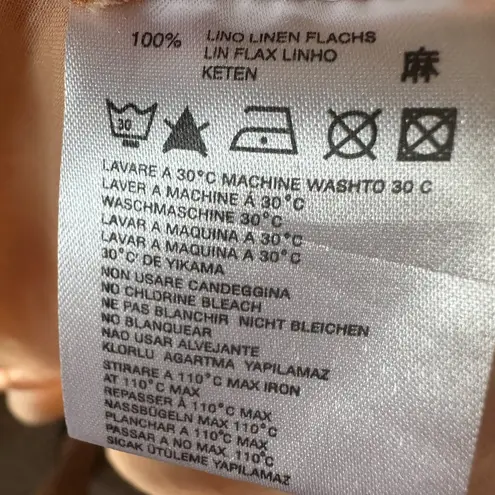 100% LINO LINEN FLACHS
LIN FLAX LINHO
KETEN
麻
30
LAVARE A 30°C MACHINE WASHTO 30 C
LAVER A MACHINE Á 30°C
WASCHMASCHINE 30°C
LAVAR A MAQUINA A 30°C
LAVAR A MAQUINA A 30°C
30°C' DE YIKAMA
NON USARE CANDEGGINA
NO CHLORINE BLEACH
NE PAS BLANCHIR NICHT BLEICHEN
NO BLANQUEAR
NAO USAR ALVEJANTE
KLORLU AGARTMA YAPILAMAZ
STIRARE A 110°C MAX IRON
AT 110°C MAX
REPASSER À 110°C MAX
NASSBÜGELN MAX 110°C
PLANCHAR A 110°C MAX
PASSAR A NO MAX. 110°C
SICAK ÜTÜLEME YAPILAMAZ